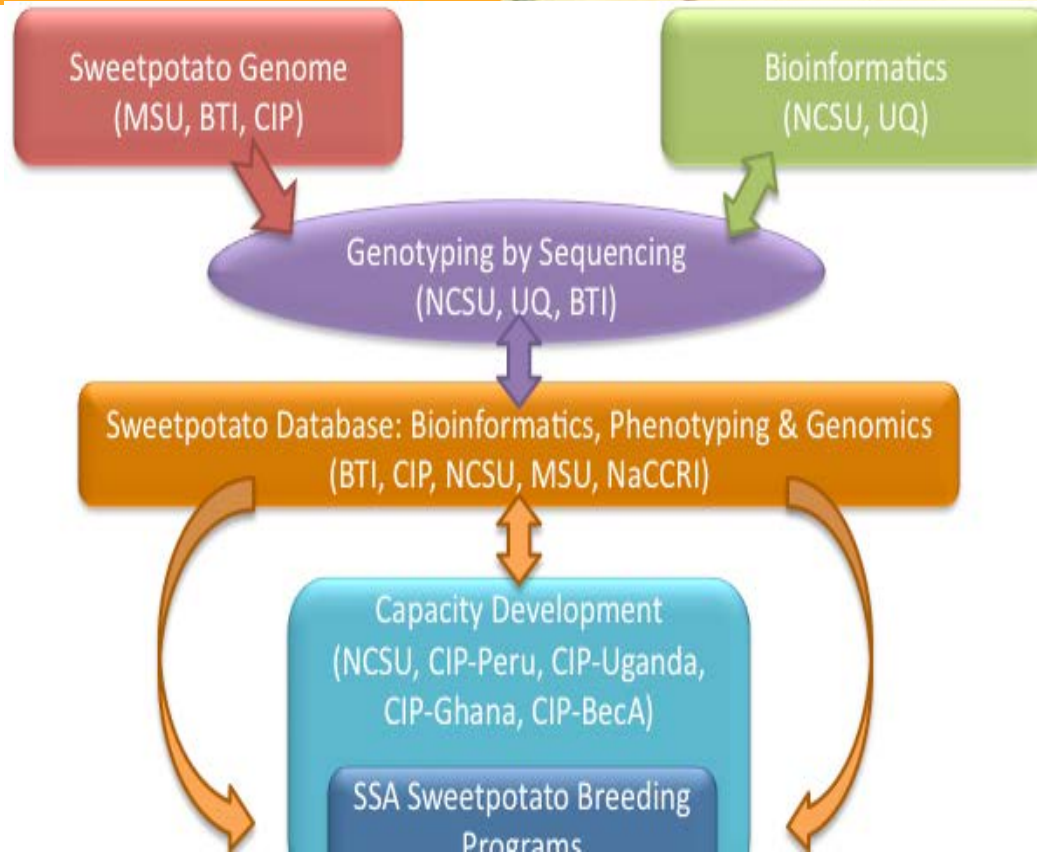 Sweetpotato Genome
(MSU, BTI, CIP)
Bioinformatics
(NCSU, UQ)
Genotyping by Sequencing
(NCSU, UQ, BTI)
Sweetpotato Database: Bioinformatics, Phenotyping & Genomics
(BTI, CIP, NCSU, MSU, NaCCRI)
Capacity Development
(NCSU, CIP-Peru, CIP-Uganda,
CIP-Ghana, CIP-BecA)
SSA Sweetpotato Breeding
Programs